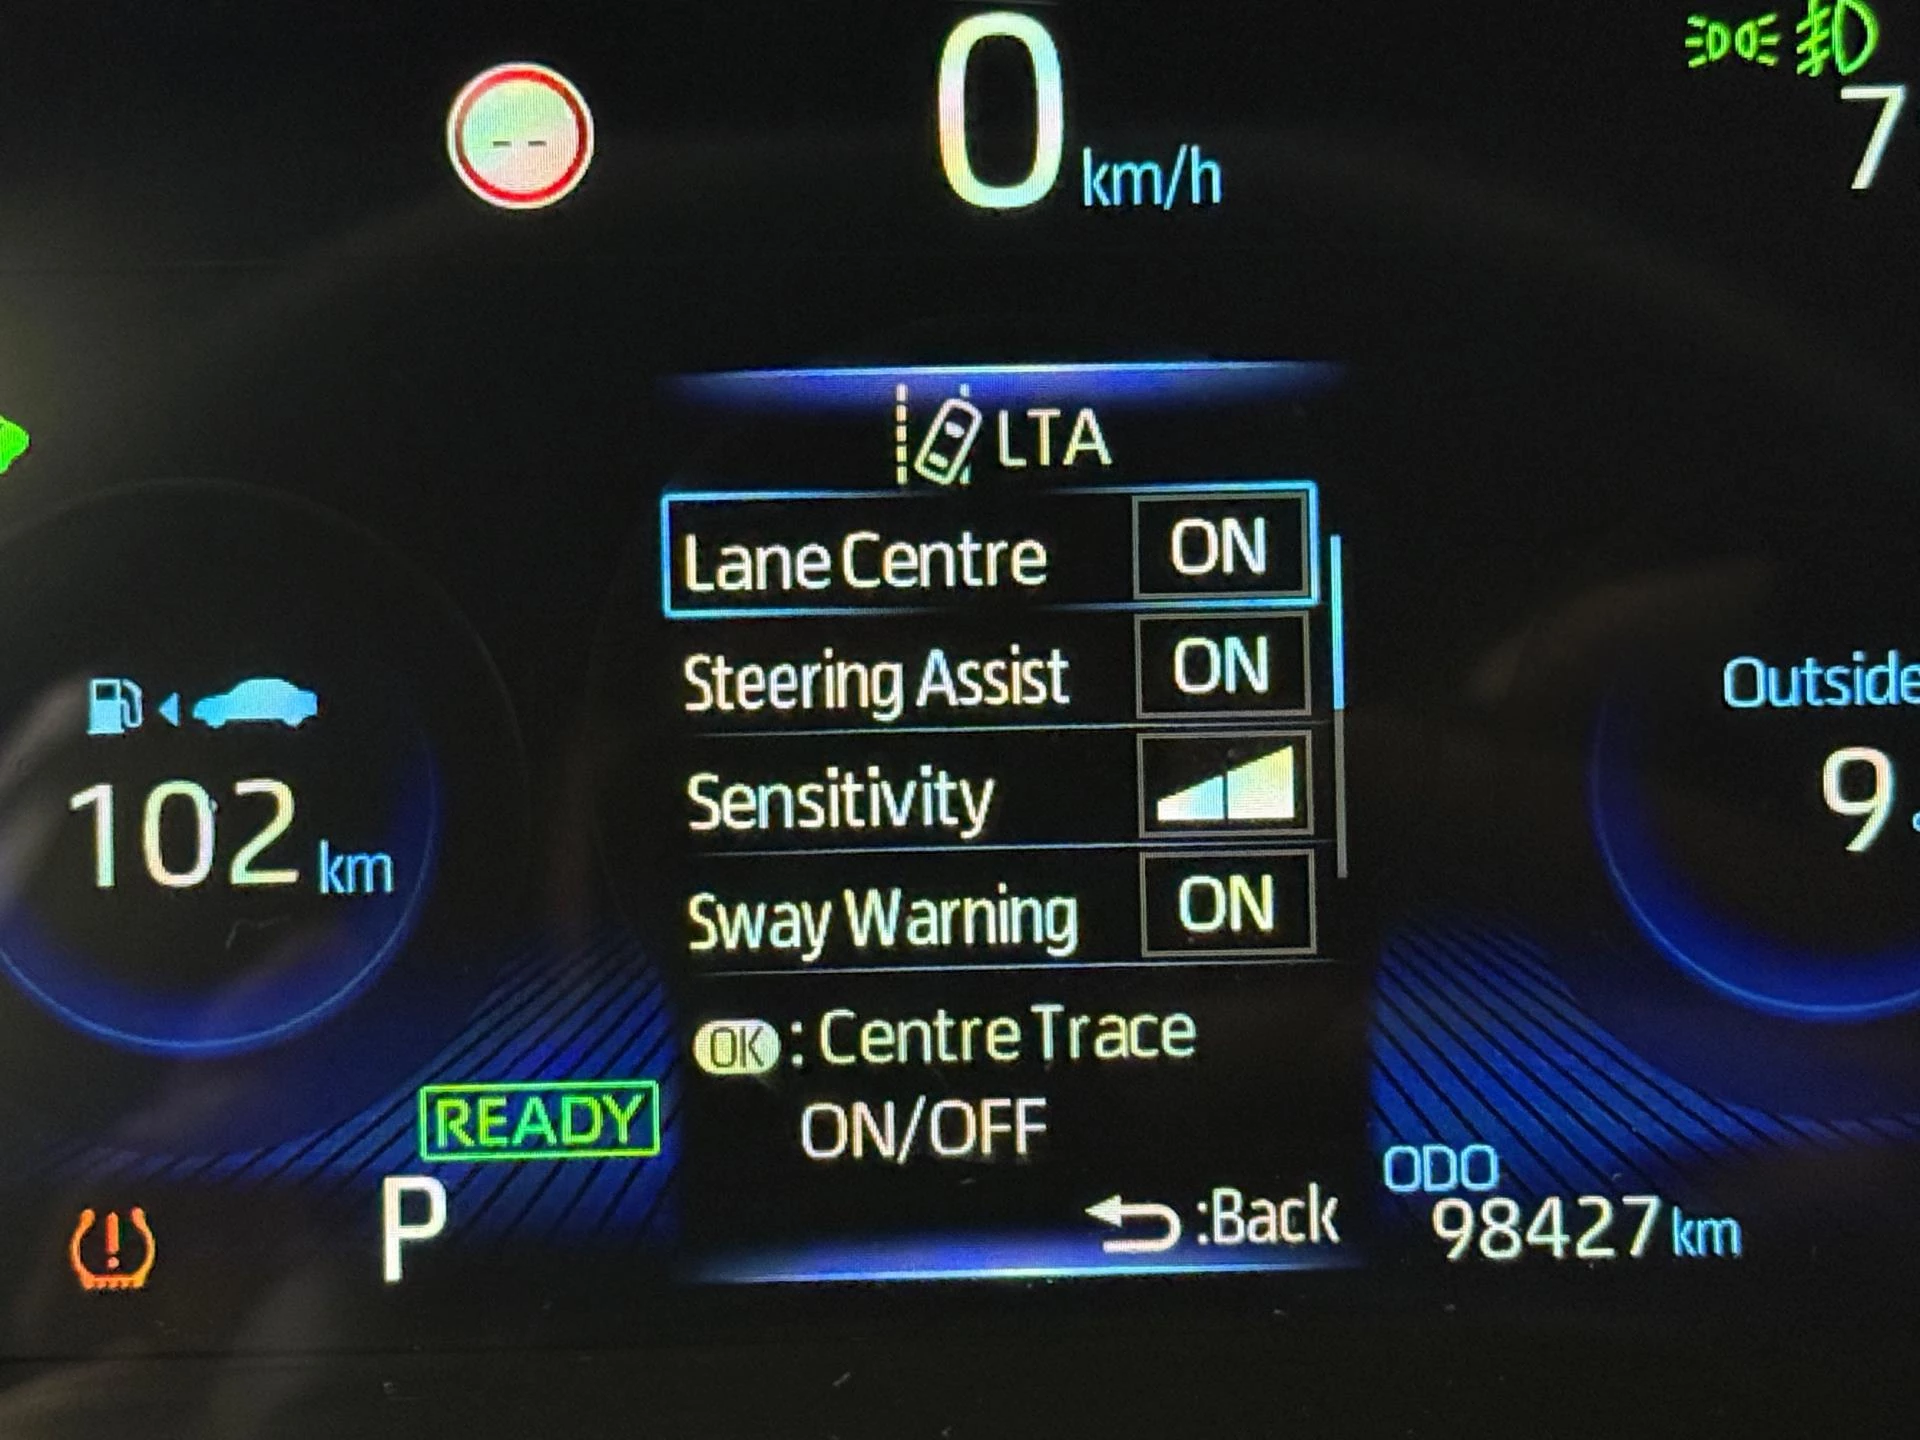 0 km/h
7
LTA
Lane Centre ON
Steering Assist ON
Sensitivity
Sway Warning ON
OK : Centre Trace
ON/OFF
:Back
102 km
READY
P
Outside
9
ODO
98427 km